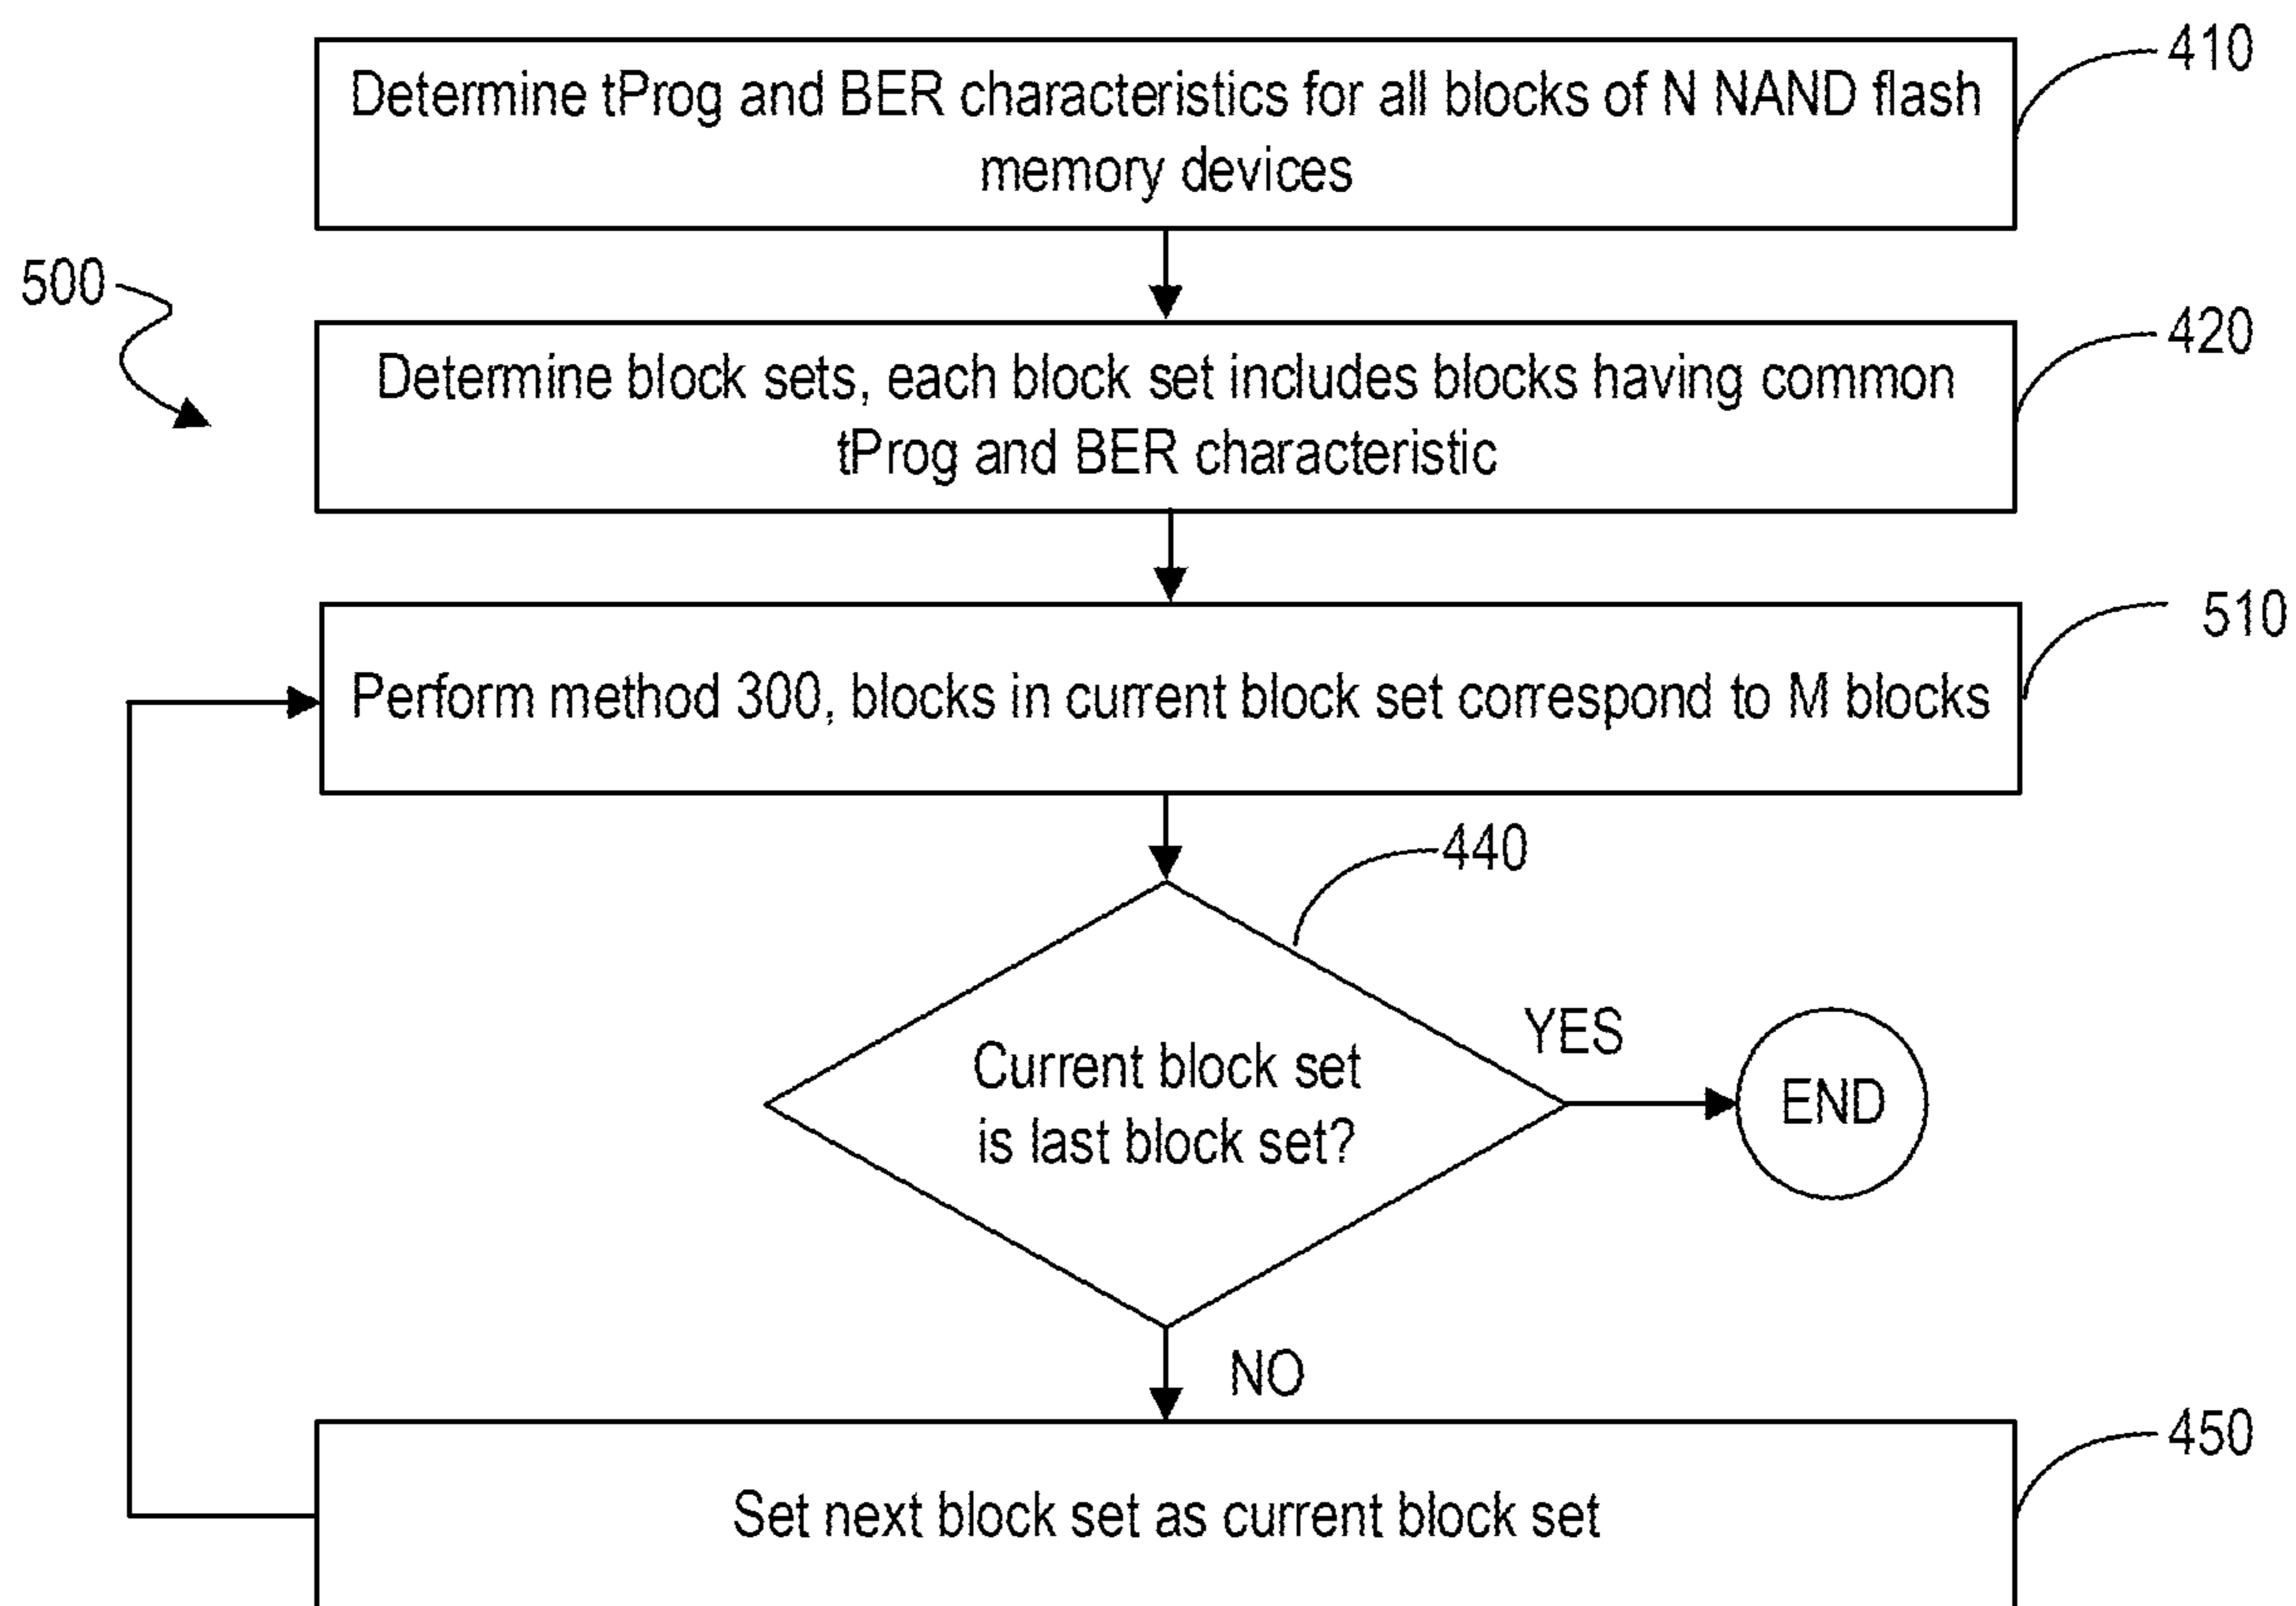 410
Determine tProg and BER characteristics for all blocks of N NAND flash
memory devices
500
420
Determine block sets, each block set includes blocks having common
tProg and BER characteristic
510
Perform method 300, blocks in current block set correspond to M blocks
440
Current block set
is last block set?
YES
END
NO
450
Set next block set as current block set